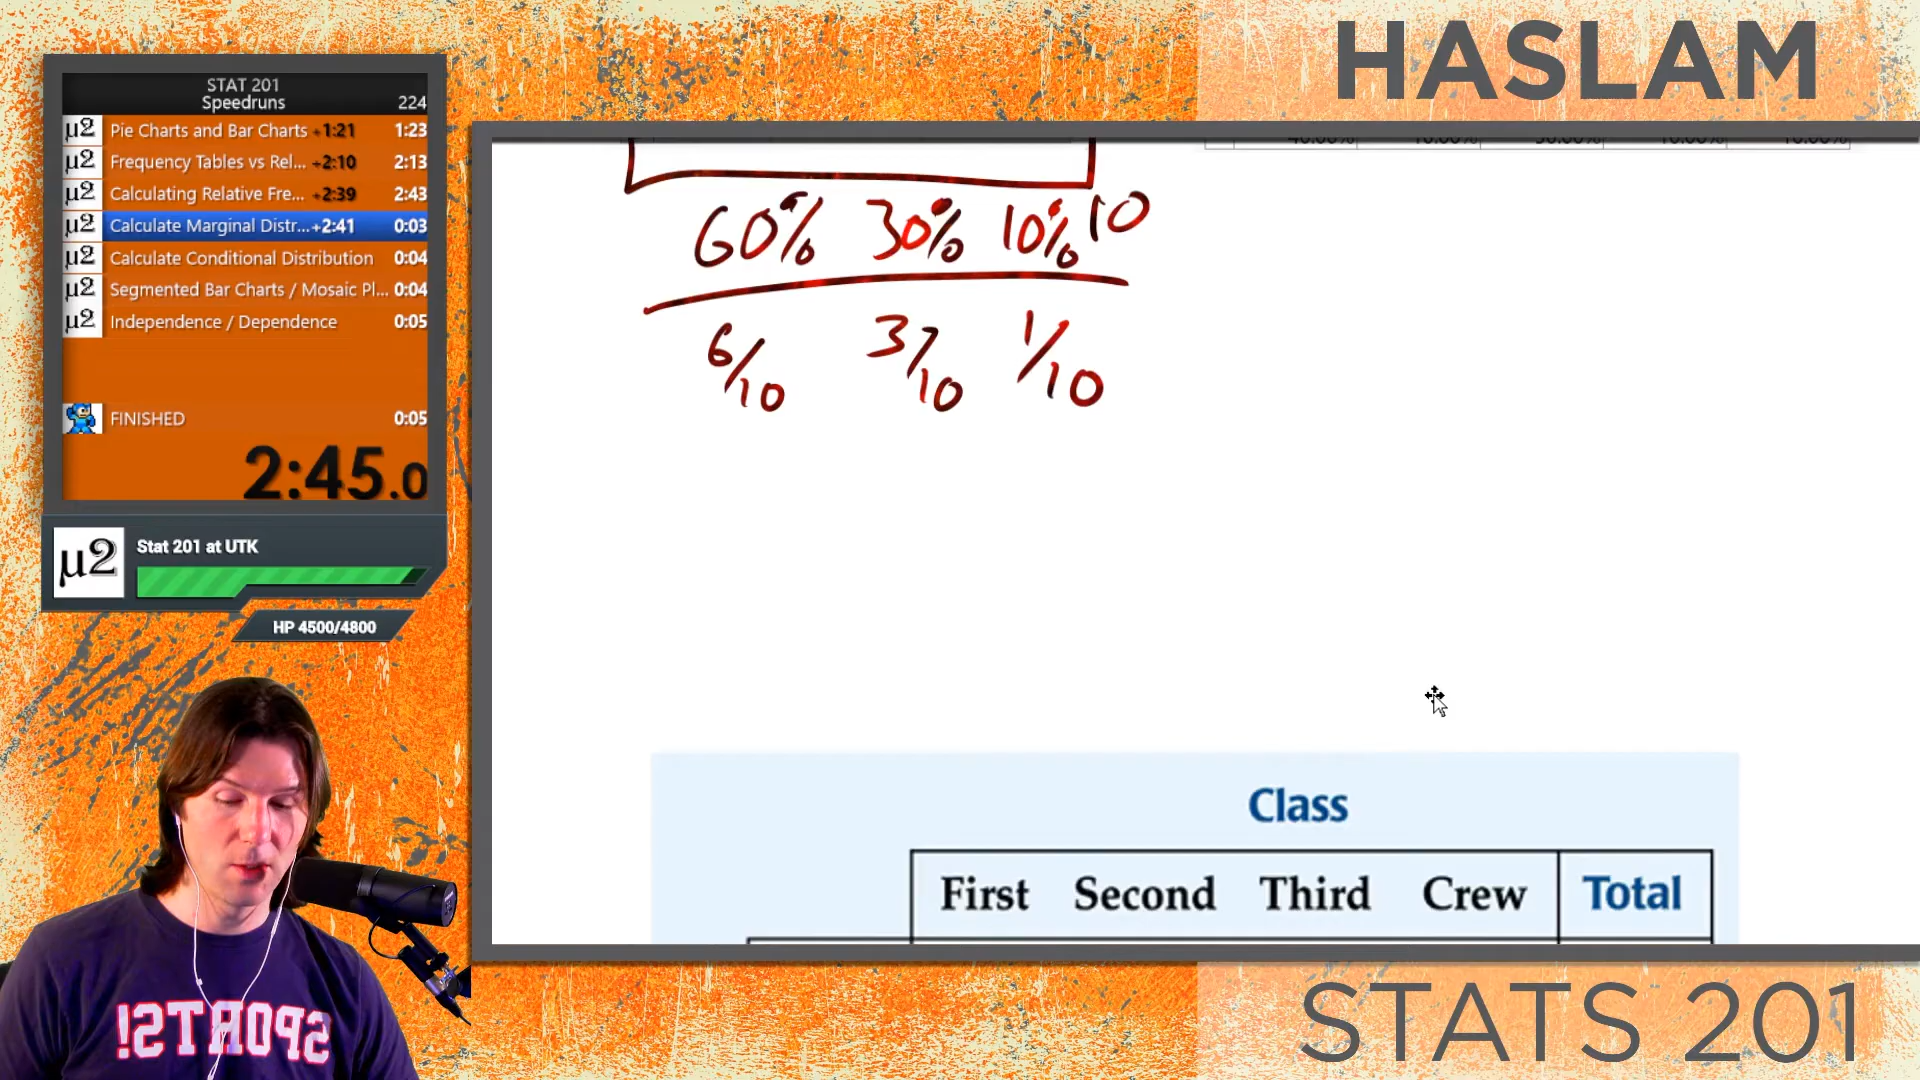 HASLAM
STAT 201
Speedruns 224
μ2 Pie Charts and Bar Charts +1:21 1:23
μ2 Frequency Tables vs Rel... +2:10 2:13
μ2 Calculating Relative Fre... +2:39 2:43
μ2 Calculate Marginal Distr... +2:41 0:03
μ2 Calculate Conditional Distribution 0:04
μ2 Segmented Bar Charts / Mosaic Pl... 0:04
μ2 Independence / Dependence 0:05
FINISHED 0:05
2:45.0
μ2 Stat 201 at UTK
HP 4500/4800
60% 30% 10% 10
6/10 3/10 1/10
Class
First Second Third Crew Total
SPORTS!
STATS 201